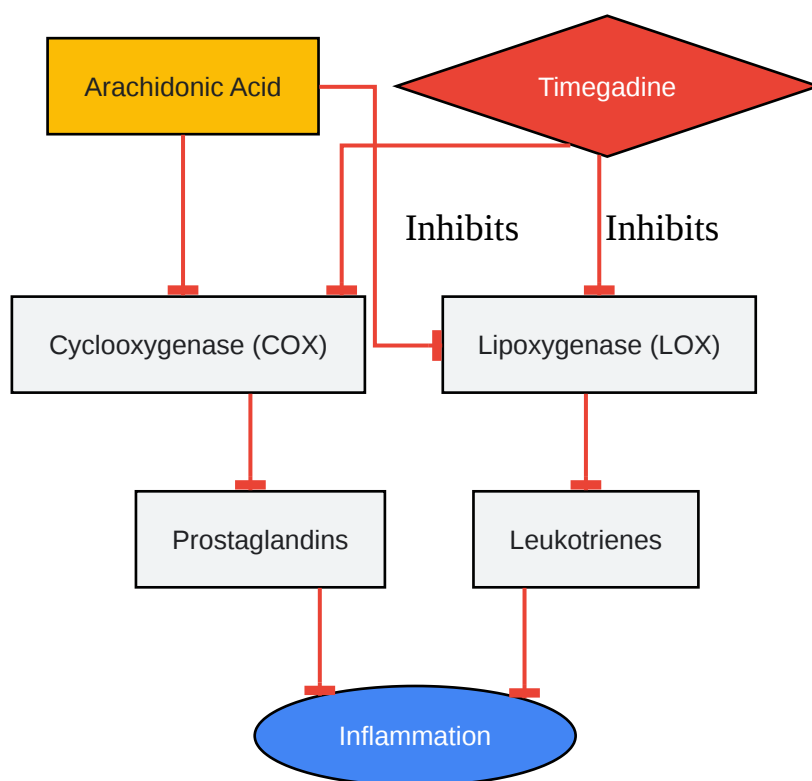 Arachidonic Acid
Timegadine
Inhibits
Inhibits
Cyclooxygenase (COX)
Lipoxygenase (LOX)
Prostaglandins
Leukotrienes
Inflammation